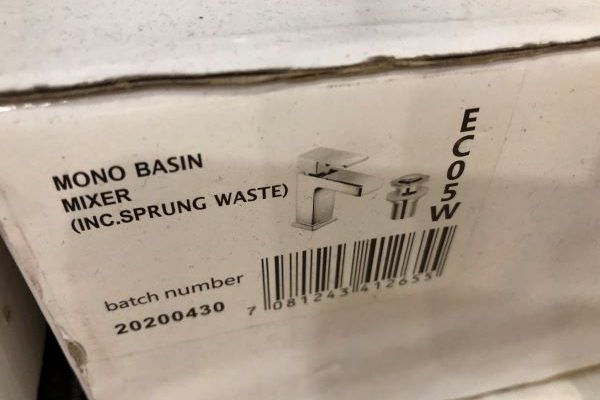 MONO BASIN
MIXER
(INC.SPRUNG WASTE)
EC05W
batch number
20200430
7 081243 412655